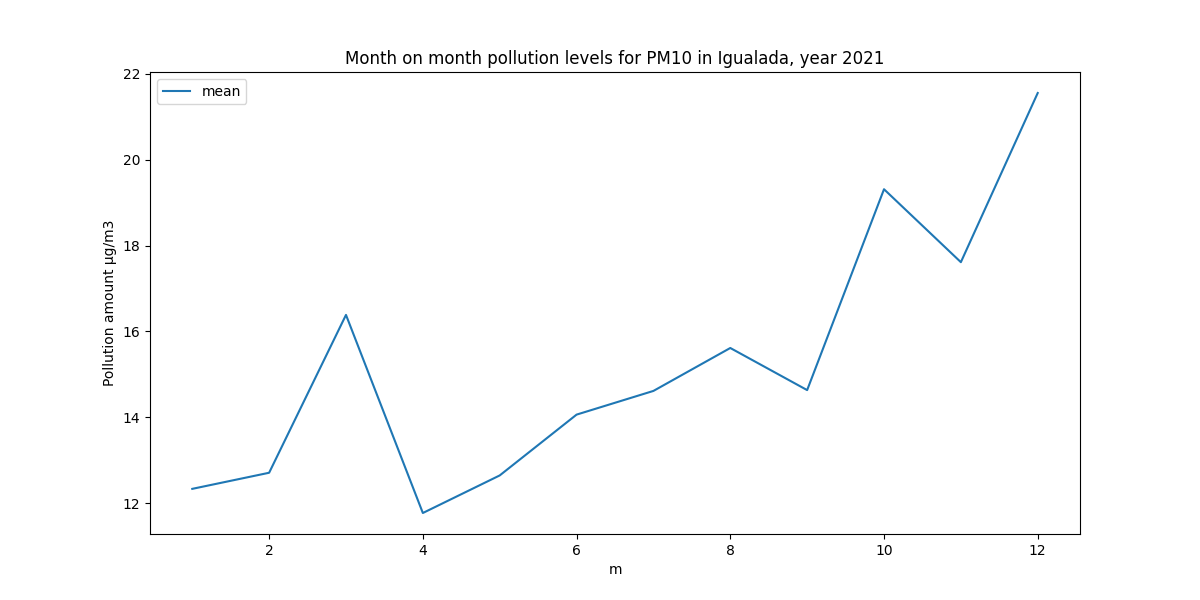 Month on month pollution levels for PM10 in Igualada, year 2021
mean
Pollution amount µg/m3
22
20
18
16
14
12
2 4 6 8 10 12
m